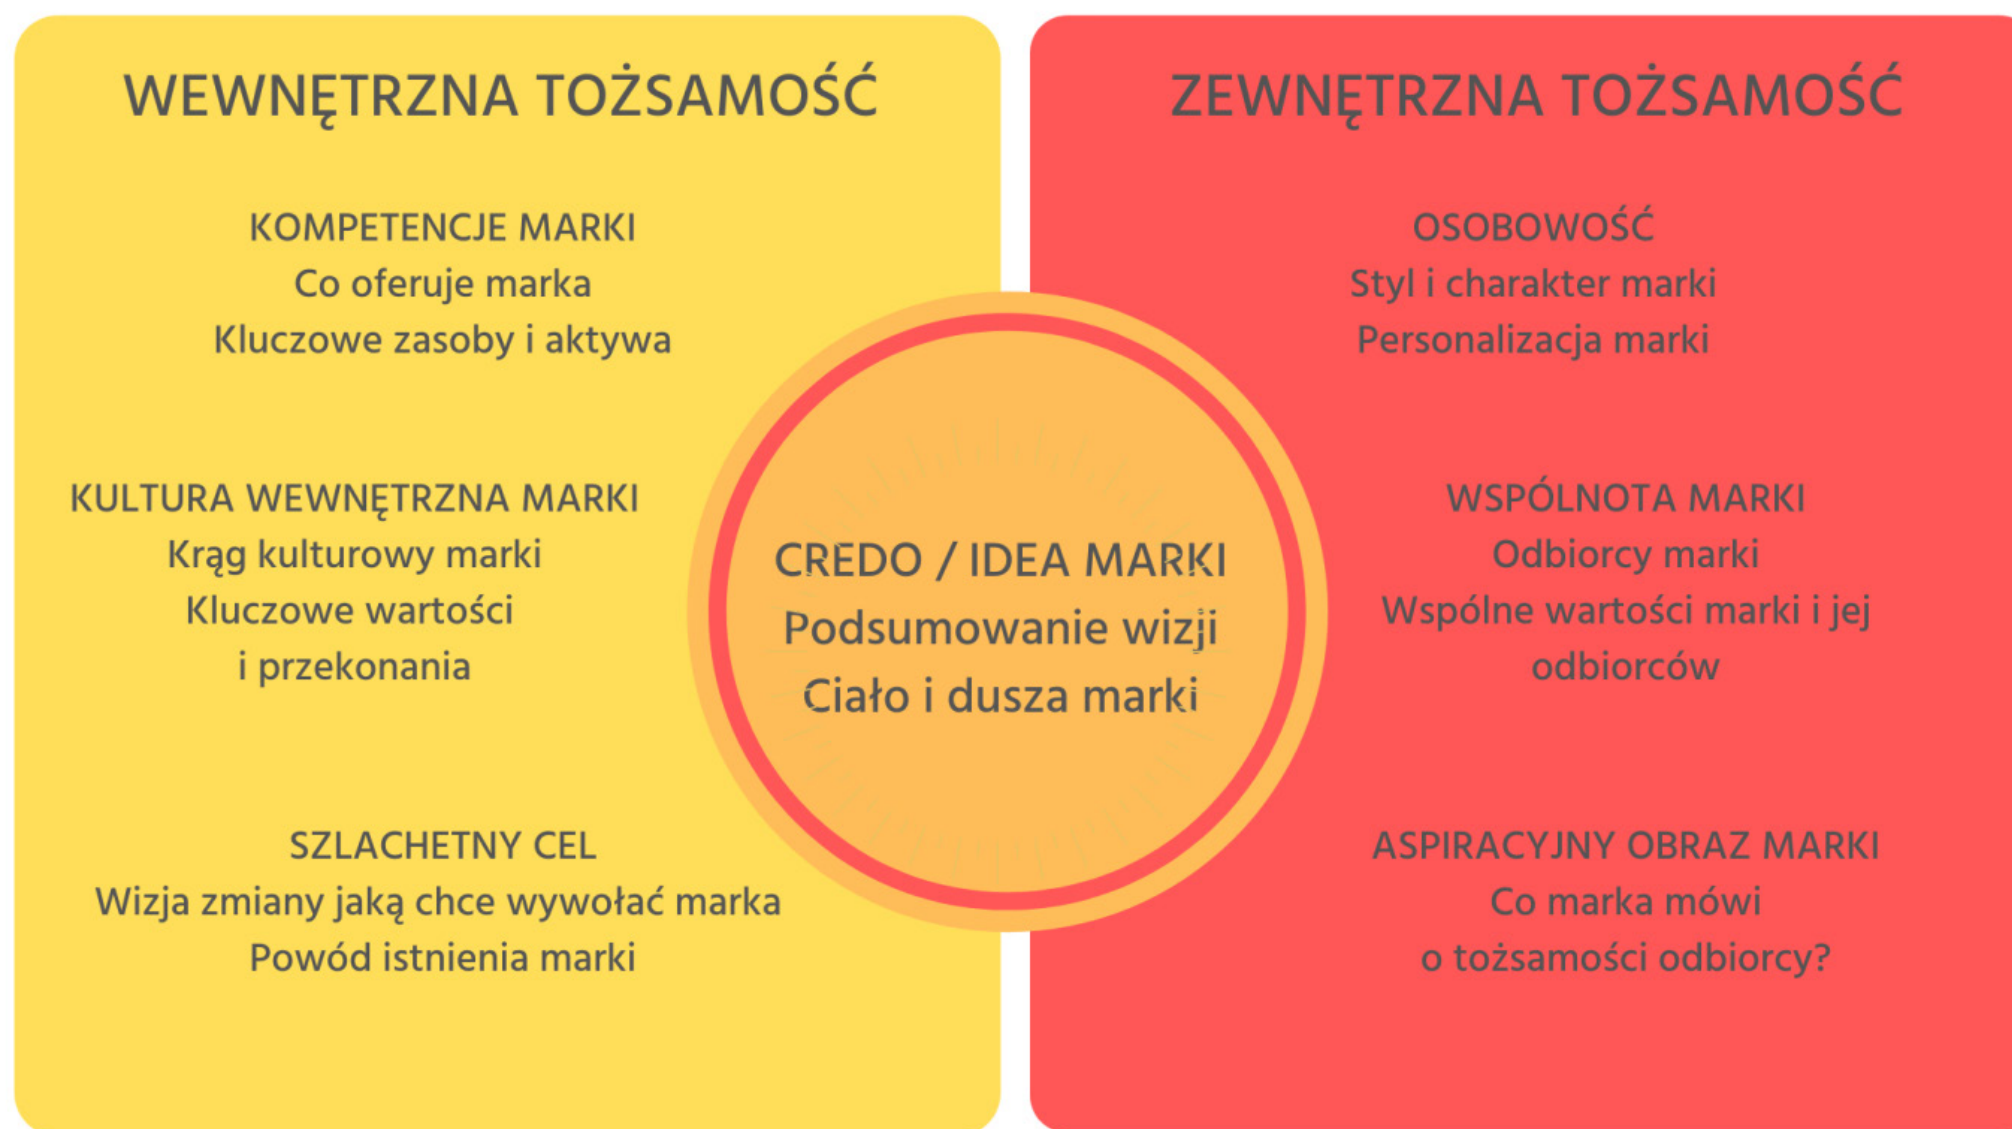 WEWNĘTRZNA TOŻSAMOŚĆ
KOMPETENCJE MARKI
Co oferuje marka
Kluczowe zasoby i aktywa
KULTURA WEWNĘTRZNA MARKI
Krąg kulturowy marki
Kluczowe wartości
i przekonania
SZLACHETNY CEL
Wizja zmiany jaką chce wywołać marka
Powód istnienia marki
CREDO / IDEA MARKI
Podsumowanie wizji
Ciało i dusza marki
ZEWNĘTRZNA TOŻSAMOŚĆ
OSOBOWOŚĆ
Styl i charakter marki
Personalizacja marki
WSPÓLNOTA MARKI
Odbiorcy marki
Wspólne wartości marki i jej
odbiorców
ASPIRACYJNY OBRAZ MARKI
Co marka mówi
o tożsamości odbiorcy?